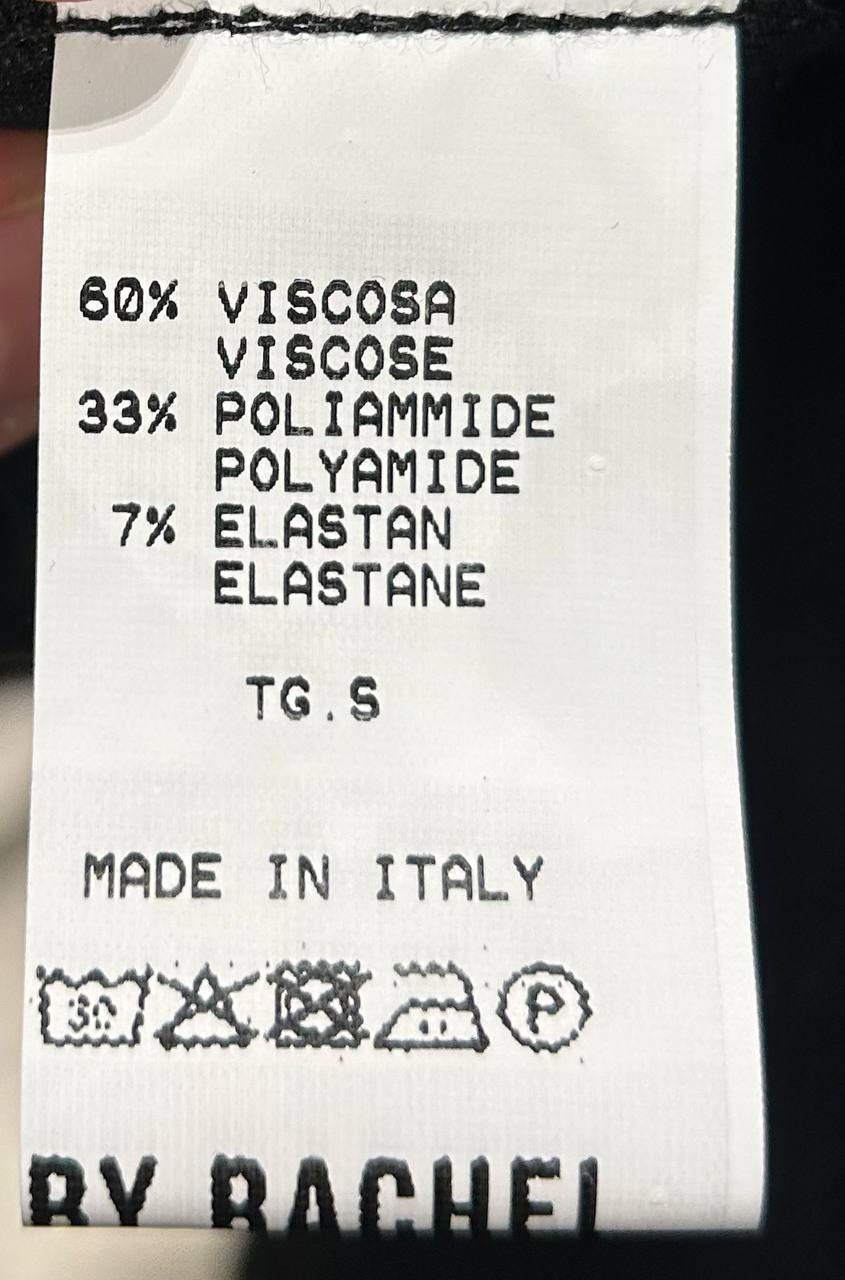 60% VISCOSA
VISCOSE
33% POLIAMMIDE
POLYAMIDE
7% ELASTAN
ELASTANE
TG.S
MADE IN ITALY
30 P
BY RACHEL